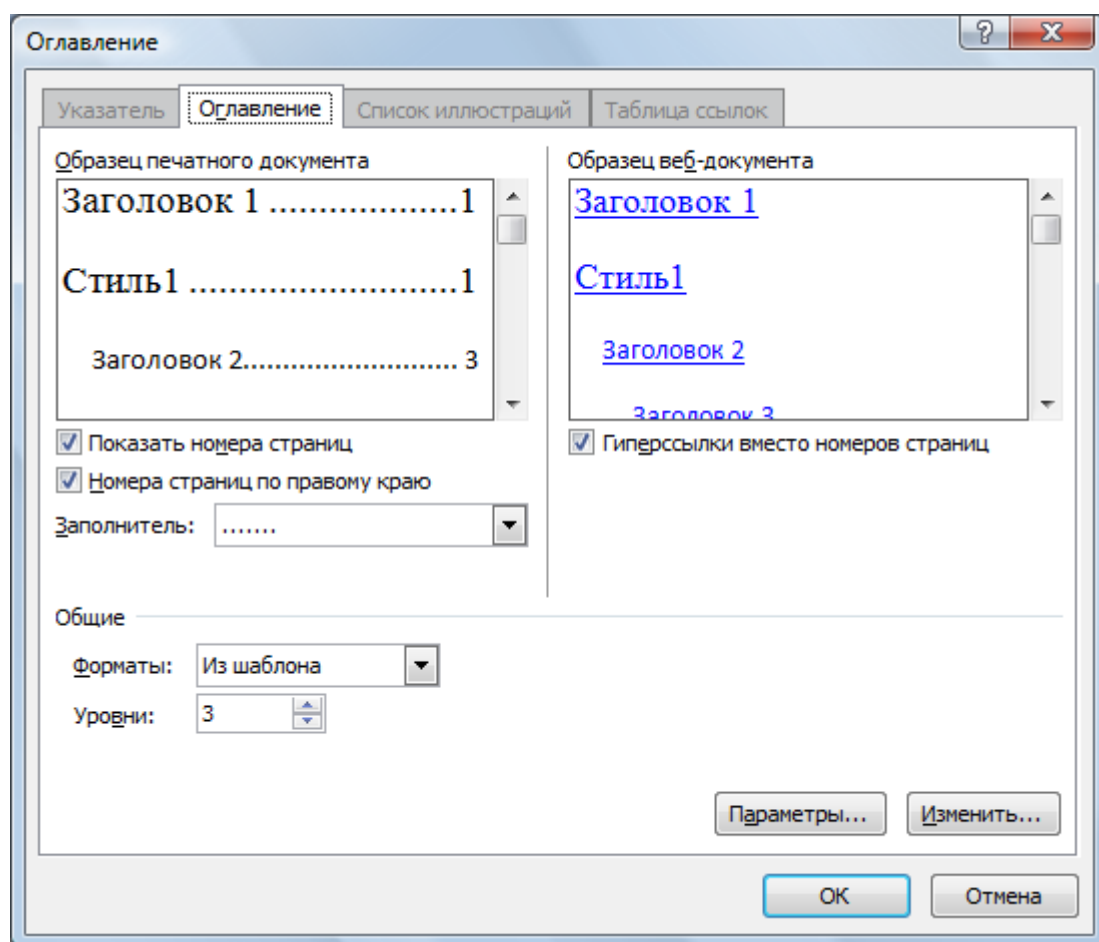 Оглавление
Указатель
Оглавление
Список иллюстраций
Таблица ссылок
Образец печатного документа
Заголовок 1 ...................1
Стиль1 ...........................1
Заголовок 2........................... 3
Образец веб-документа
Заголовок 1
Стиль1
Заголовок 2
Заголовок 3
Показать номера страниц
Номера страниц по правому краю
Заполнитель: .......
Гиперссылки вместо номеров страниц
Общие
Форматы: Из шаблона
Уровни: 3
Параметры... Изменить...
ОК Отмена